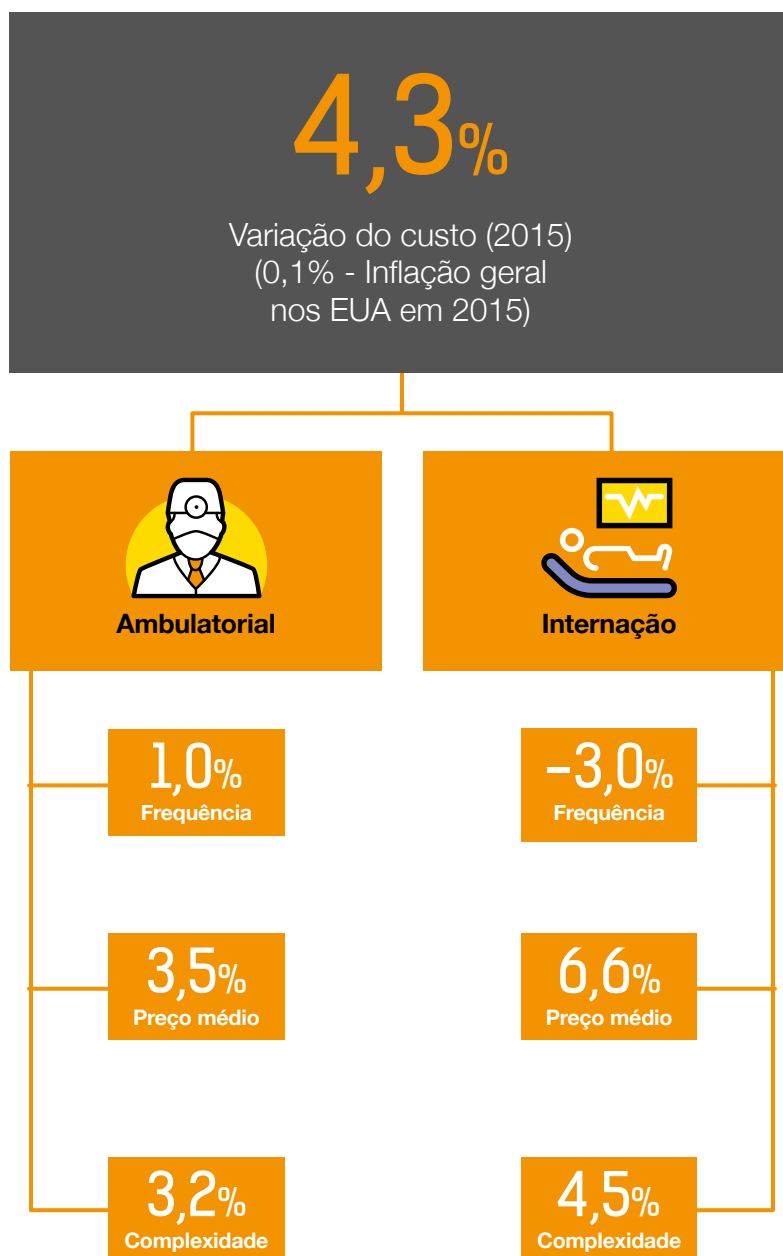 4,3%
Variação do custo (2015)
(0,1% - Inflação geral
nos EUA em 2015)
Ambulatorial
1,0%
Frequência
3,5%
Preço médio
3,2%
Complexidade
Internação
-3,0%
Frequência
6,6%
Preço médio
4,5%
Complexidade